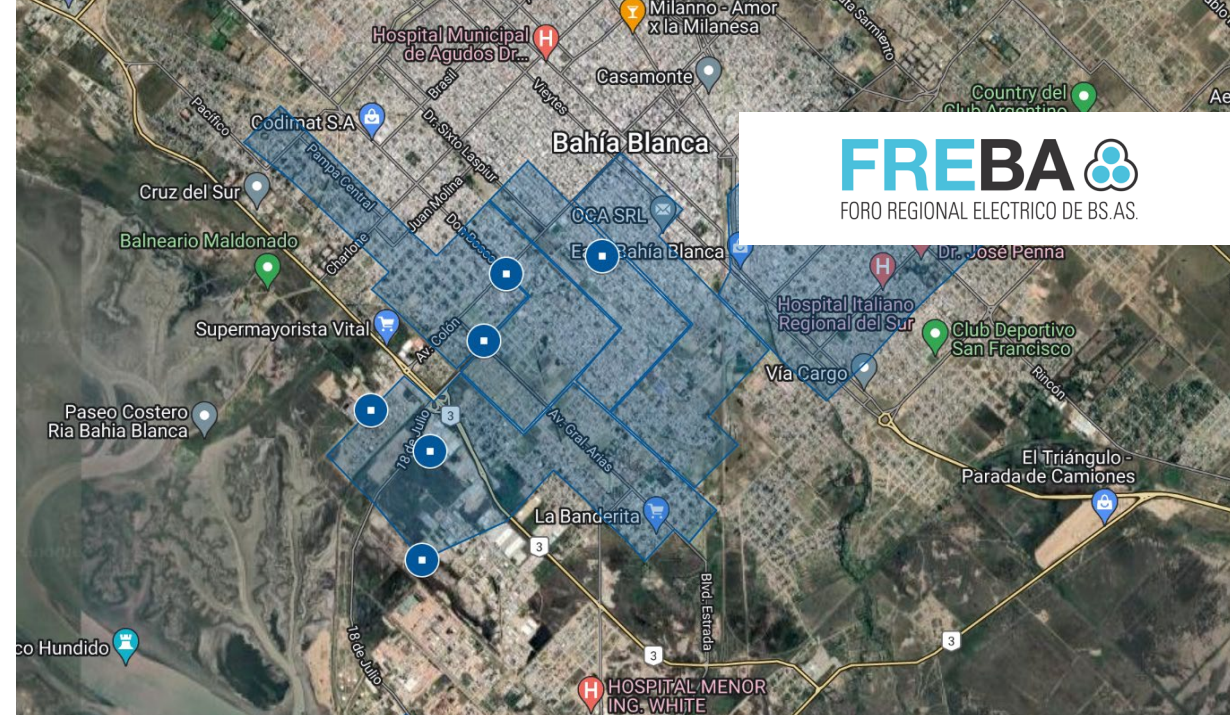 Milanno - Amor
x la Milanesa
Hospital Municipal
de Agudos Dr...
Sarmiento
Brasil
Vieytes
Casamonte
Country del
Club Argentino
Ae
Pacífico
Codimat S.A
Dr. Sixto Laspiur
Bahía Blanca
FREBA
FORO REGIONAL ELECTRICO DE BS.AS.
Pampa Central
Cruz del Sur
Juan Molina
Don Bosco
OCA SRL
Balneario Maldonado
Charlone
Bahía Blanca
Dr. José Penna
Hospital Italiano
Regional del Sur
Supermayorista Vital
Av. Colón
Club Deportivo
San Francisco
Vía Cargo
Rincón
Paseo Costero
Ria Bahia Blanca
3
18 de Julio
Av. Gral. Arias
El Triángulo -
Parada de Camiones
La Banderita
3
Blvd. Estrada
18 de Julio
co Hundido
3
3
HOSPITAL MENOR
ING. WHITE